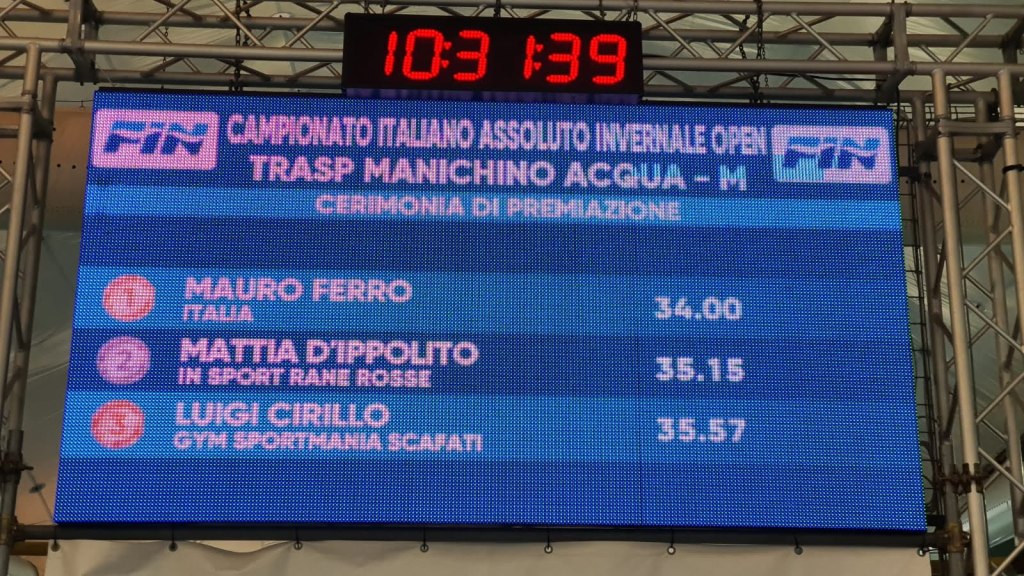 10:31:39
FIN CAMPIONATO ITALIANO ASSOLUTO INVERNALE OPEN FIN
TRASP MANICHINO ACQUA - M
CERIMONIA DI PREMIAZIONE
1 MAURO FERRO 34.00
ITALIA
2 MATTIA D'IPPOLITO 35.15
IN SPORT RANE ROSSE
3 LUIGI CIRILLO 35.57
GYM SPORTMANIA SCAFATI